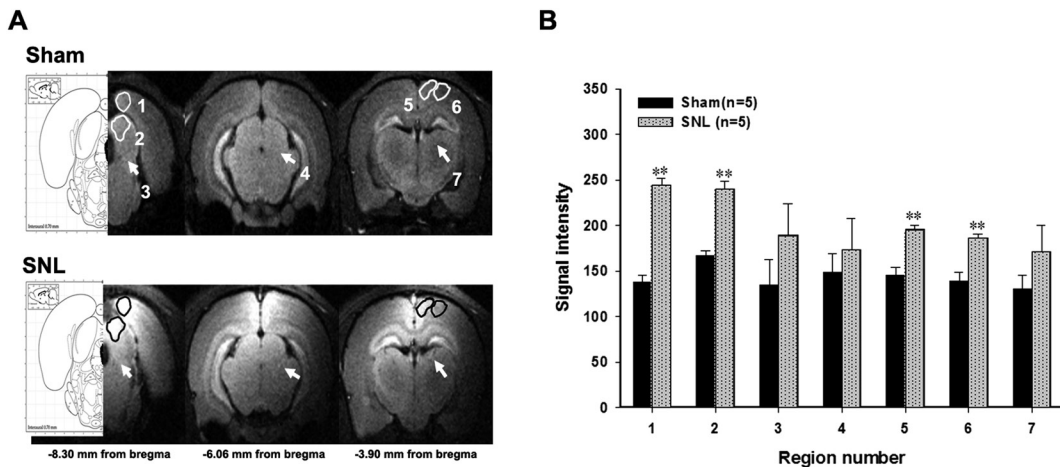 A
Sham
1
2
3
4
5
6
7
SNL
-8.30 mm from bregma
-6.06 mm from bregma
-3.90 mm from bregma
B
350
300
250
200
150
100
50
0
Signal intensity
Sham(n=5)
SNL (n=5)
**
**
**
**
1 2 3 4 5 6 7
Region number